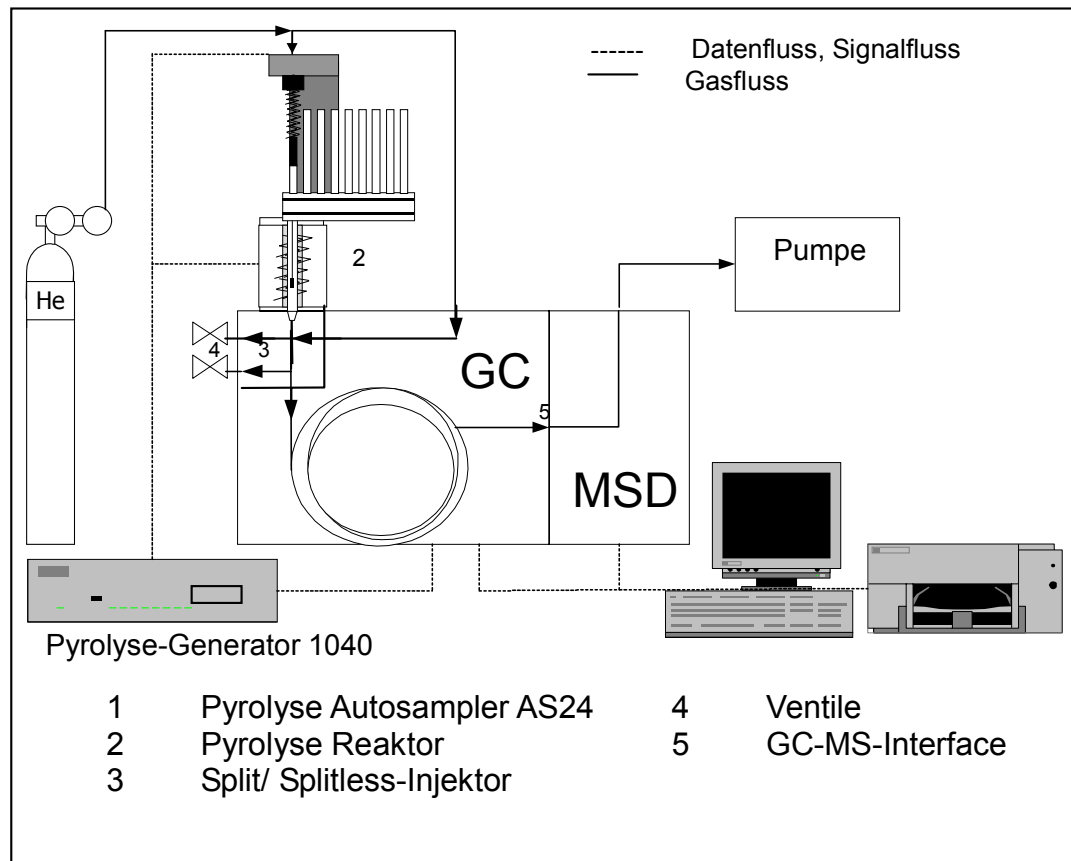 Datenfluss, Signalfluss
Gasfluss
2
Pumpe
He
4 3
GC
5
MSD
Pyrolyse-Generator 1040
1 Pyrolyse Autosampler AS24 4 Ventile
2 Pyrolyse Reaktor 5 GC-MS-Interface
3 Split/ Splitless-Injektor